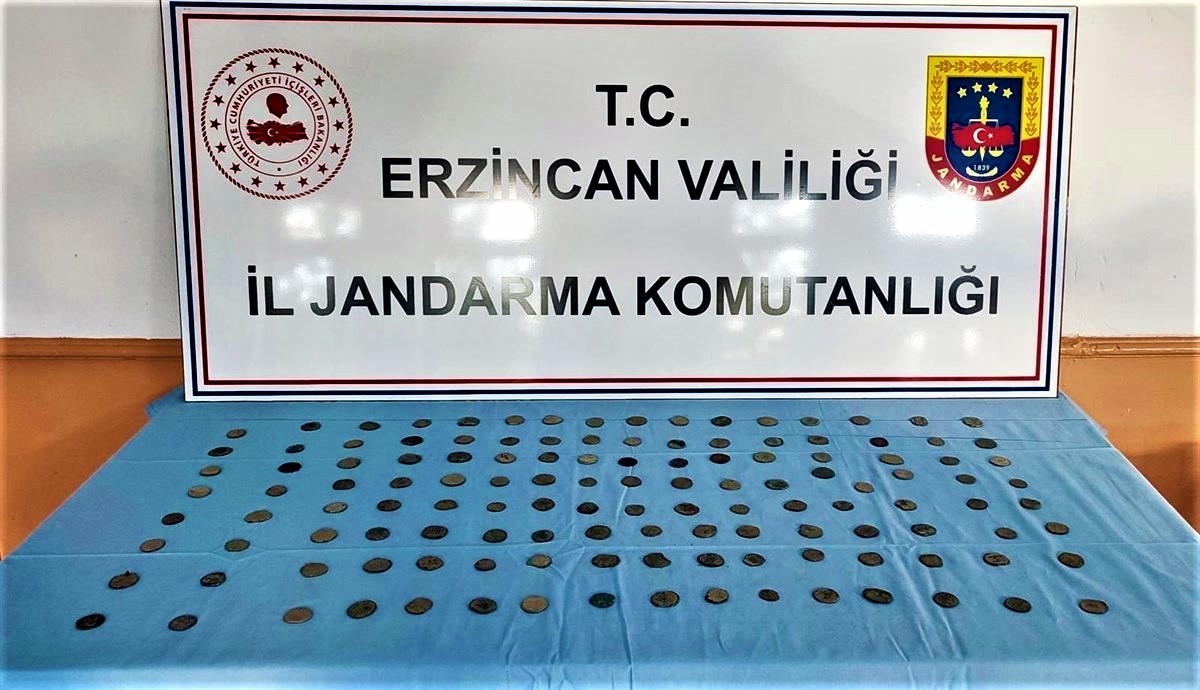 TÜRKİYE CUMHURİYETİ İÇİŞLERİ BAKANLIĞI
T.C.
ERZİNCAN VALİLİĞİ
1839
JANDARMA
İL JANDARMA KOMUTANLIĞI